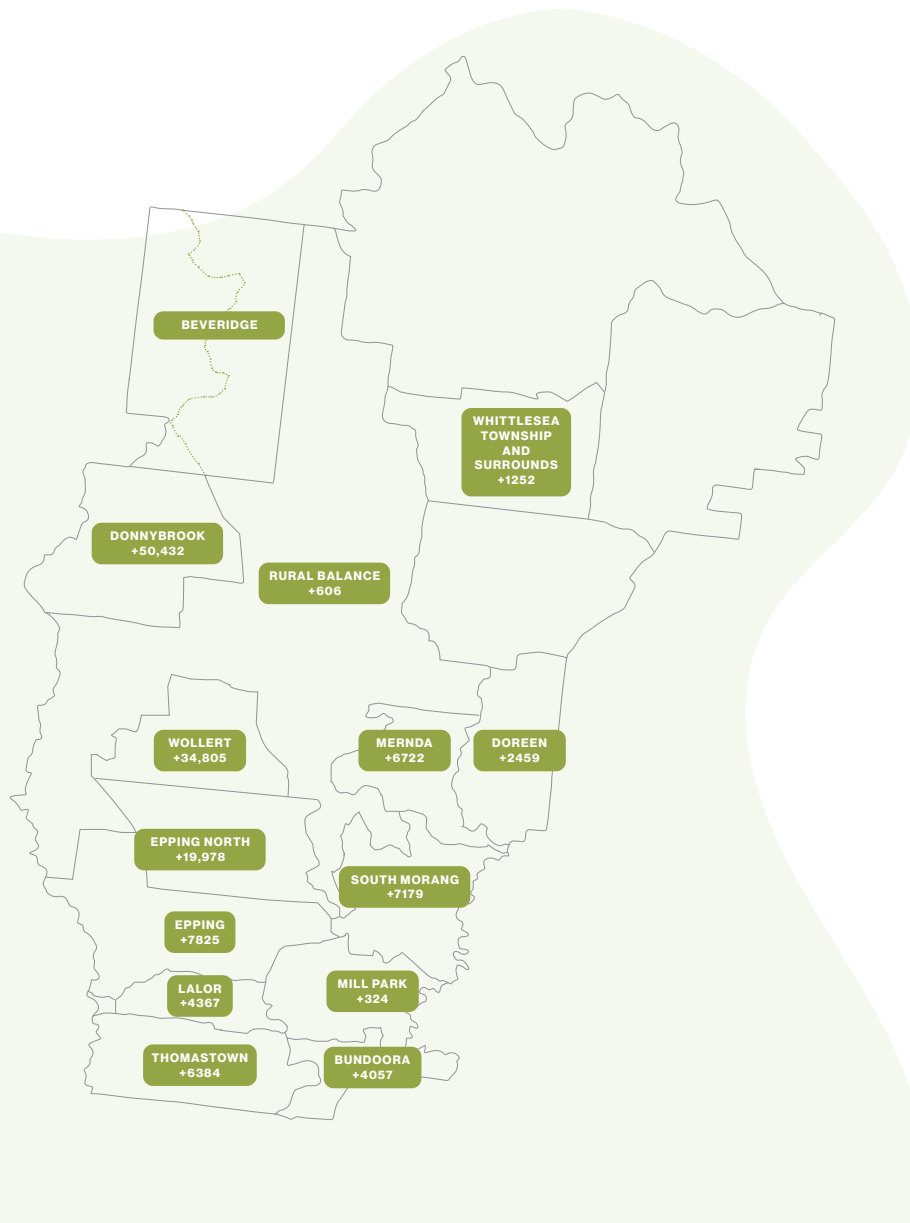 BEVERIDGE
WHITTLESEA
TOWNSHIP
AND
SURROUNDS
+1252
DONNYBROOK
+50,432
RURAL BALANCE
+606
WOLLERT
+34,805
MERNDA
+6722
DOREEN
+2459
EPPING NORTH
+19,978
SOUTH MORANG
+7179
EPPING
+7825
LALOR
+4367
MILL PARK
+324
THOMASTOWN
+6384
BUNDOORA
+4057